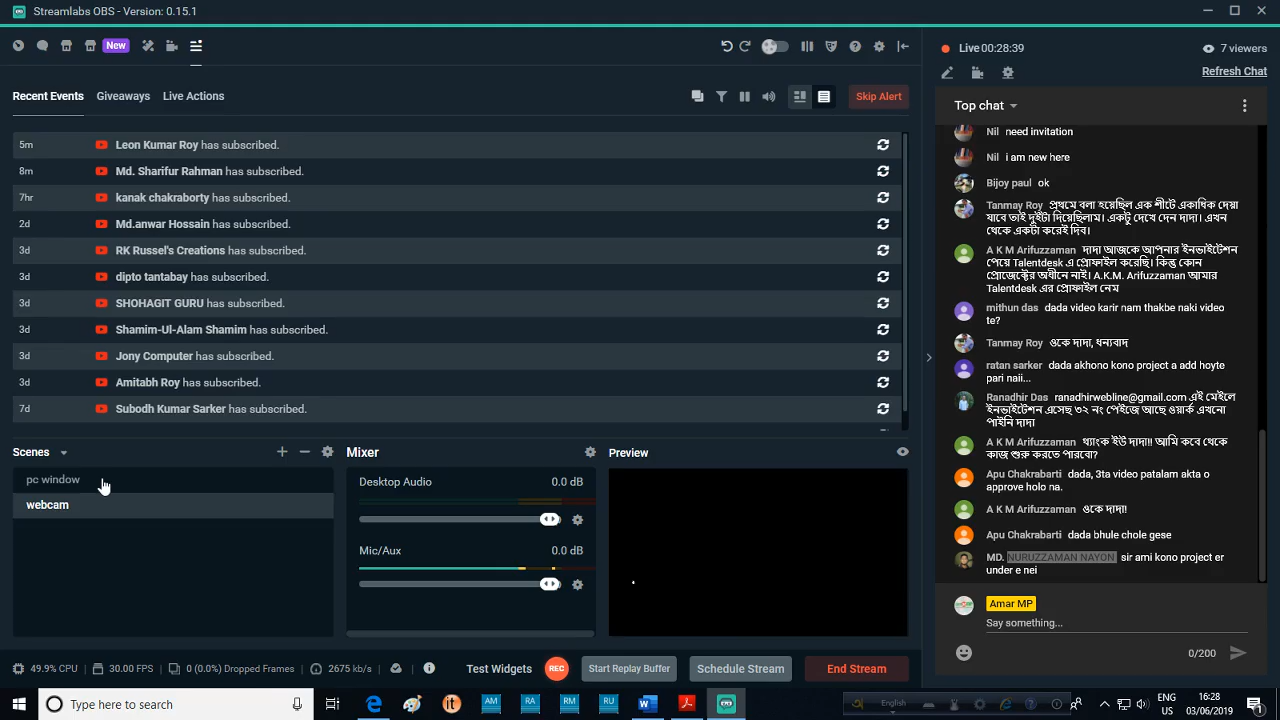 Streamlabs OBS - Version: 0.15.1
New
Recent Events
Giveaways
Live Actions
Skip Alert
5m Leon Kumar Roy has subscribed.
8m Md. Sharifur Rahman has subscribed.
7hr kanak chakraborty has subscribed.
2d Md.anwar Hossain has subscribed.
3d RK Russel's Creations has subscribed.
3d dipto tantabay has subscribed.
3d SHOHAGIT GURU has subscribed.
3d Shamim-Ul-Alam Shamim has subscribed.
3d Jony Computer has subscribed.
3d Amitabh Roy has subscribed.
7d Subodh Kumar Sarker has subscribed.
Scenes
pc window
webcam
Mixer
Desktop Audio 0.0 dB
Mic/Aux 0.0 dB
Preview
Live 00:28:39
7 viewers
Refresh Chat
Top chat
Nil need invitation
Nil i am new here
Bijoy paul ok
Tanmay Roy প্রথমে বলা হয়েছিল এক শীটে একাধিক দেয়া
যাবে তাই দুইটা দিয়েছিলাম। একটু দেখে দেন দাদা। এখন
থেকে একটা করেই দিব।
A K M Arifuzzaman দাদা আজকে আপনার ইনভাইটেশন
পেয়ে Talentdesk এ প্রোফাইল করেছি। কিন্তু কোন
প্রোজেক্টের অধীনে নাই। A.K.M. Arifuzzaman আমার
Talentdesk এর প্রোফাইল নেম
mithun das dada video karir nam thakbe naki video
te?
Tanmay Roy ওকে দাদা, ধন্যবাদ
ratan sarker dada akhono kono project a add hoyte
pari naii...
Ranadhir Das ranadhirwebline@gmail.com এই মেইলে
ইনভাইটেশন এসেছ ৩২ নং পেইজে আছে ওয়ার্ক এখনো
পাইনি দাদা
A K M Arifuzzaman থ্যাংক ইউ দাদা!! আমি কবে থেকে
কাজ শুরু করতে পারবো?
Apu Chakrabarti dada, 3ta video patalam akta o
approve holo na.
A K M Arifuzzaman ওকে দাদা!
Apu Chakrabarti dada bhule chole gese
MD. NURUZZAMAN NAYON sir ami kono project er
under e nei
Amar MP
Say something...
0/200
49.9% CPU
30.00 FPS
0 (0.0%) Dropped Frames
2675 kb/s
Test Widgets
REC
Start Replay Buffer
Schedule Stream
End Stream
Type here to search
it
AM
RA
RM
RU
English
ENG
US
16:28
03/06/2019